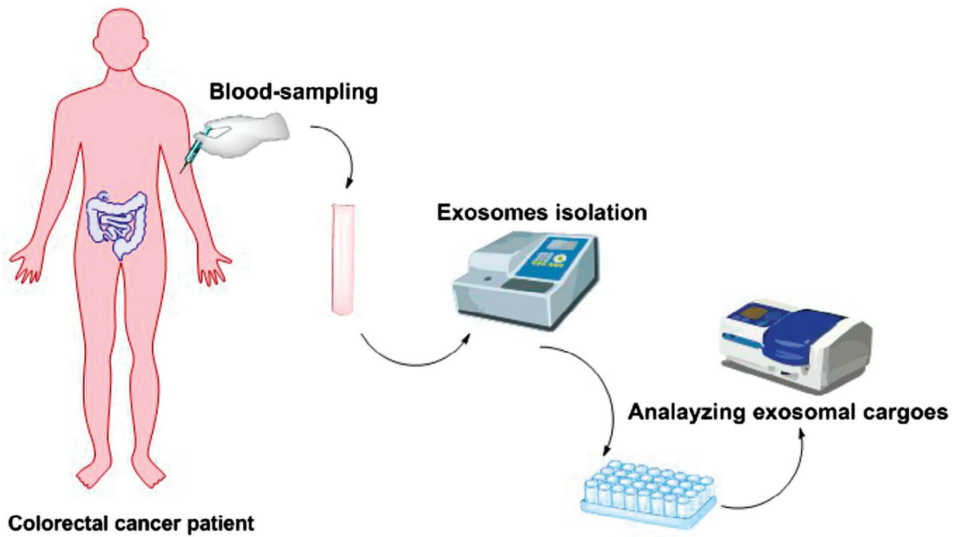 Blood-sampling
Exosomes isolation
Analayzing exosomal cargoes
Colorectal cancer patient